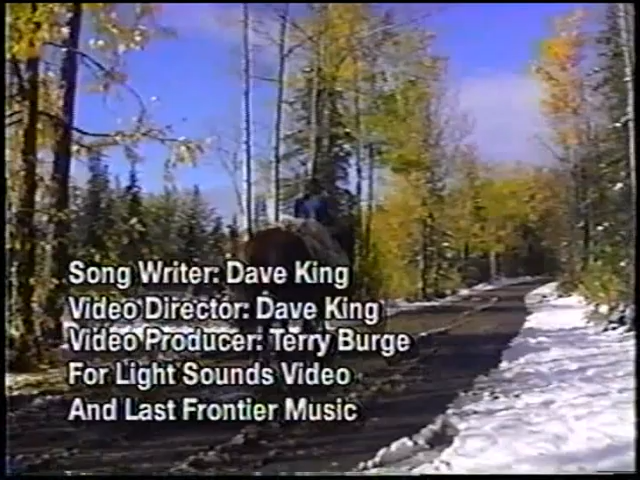 Song Writer: Dave King
Video Director: Dave King
Video Producer: Terry Burge
For Light Sounds Video
And Last Frontier Music